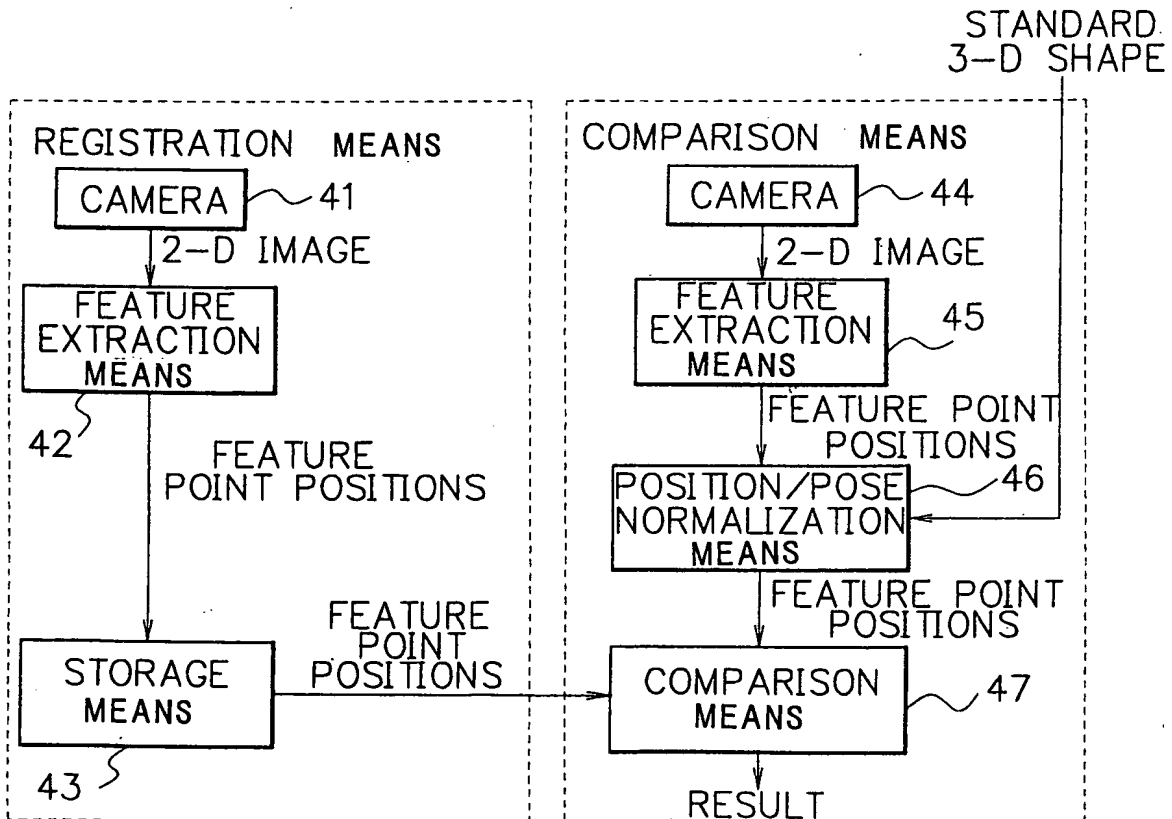 STANDARD
3-D SHAPE
REGISTRATION MEANS
CAMERA
41
2-D IMAGE
FEATURE
EXTRACTION
MEANS
42
FEATURE
POINT POSITIONS
STORAGE
MEANS
43
FEATURE
POINT
POSITIONS
COMPARISON MEANS
CAMERA
44
2-D IMAGE
FEATURE
EXTRACTION
MEANS
45
FEATURE POINT
POSITIONS
POSITION/POSE
NORMALIZATION
MEANS
46
FEATURE POINT
POSITIONS
COMPARISON
MEANS
47
RESULT